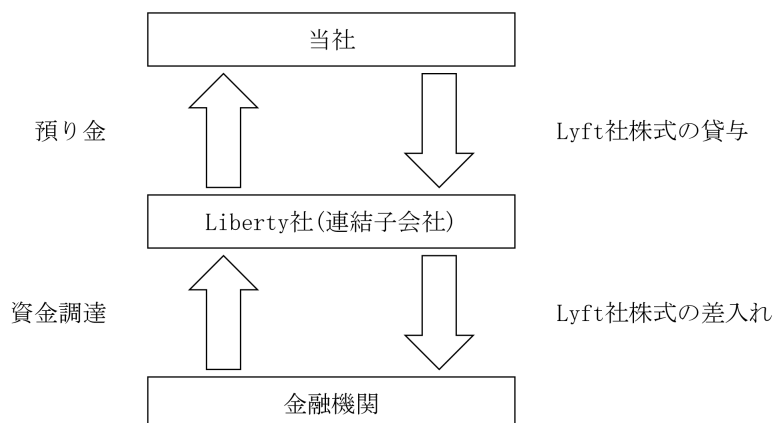 当社
預り金
Lyft社株式の貸与
Liberty社(連結子会社)
資金調達
Lyft社株式の差入れ
金融機関